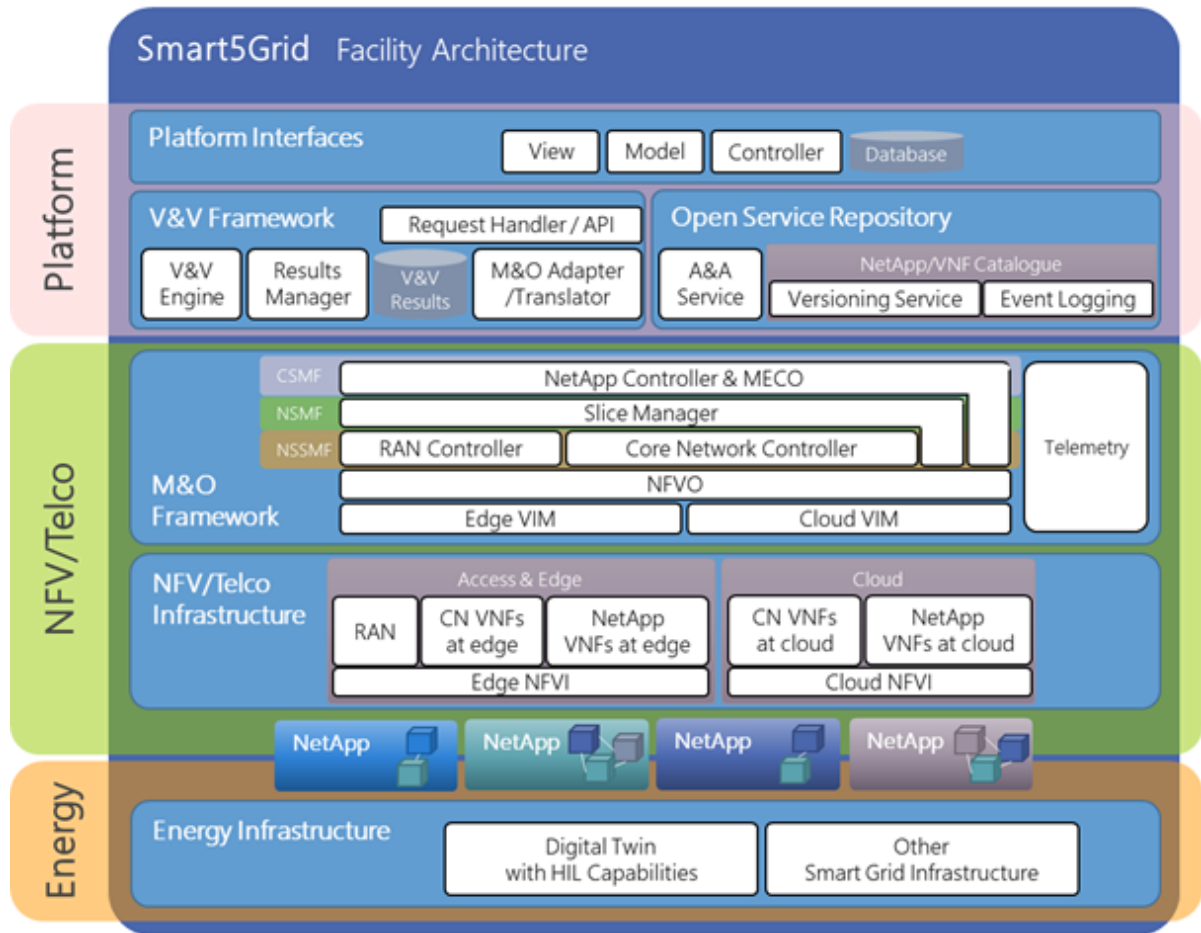 Smart5Grid Facility Architecture
Platform
Platform Interfaces
View
Model
Controller
Database
V&V Framework
Request Handler / API
V&V
Engine
Results
Manager
V&V
Results
M&O Adapter
/Translator
Open Service Repository
A&A
Service
NetApp/VNF Catalogue
Versioning Service
Event Logging
NFV/Telco
CSMF
NetApp Controller & MECO
NSMF
Slice Manager
NSSMF
RAN Controller
Core Network Controller
Telemetry
M&O
Framework
NFVO
Edge VIM
Cloud VIM
NFV/Telco
Infrastructure
Access & Edge
RAN
CN VNFs
at edge
NetApp
VNFs at edge
Edge NFVI
Cloud
CN VNFs
at cloud
NetApp
VNFs at cloud
Cloud NFVI
NetApp
NetApp
NetApp
NetApp
Energy
Energy Infrastructure
Digital Twin
with HIL Capabilities
Other
Smart Grid Infrastructure